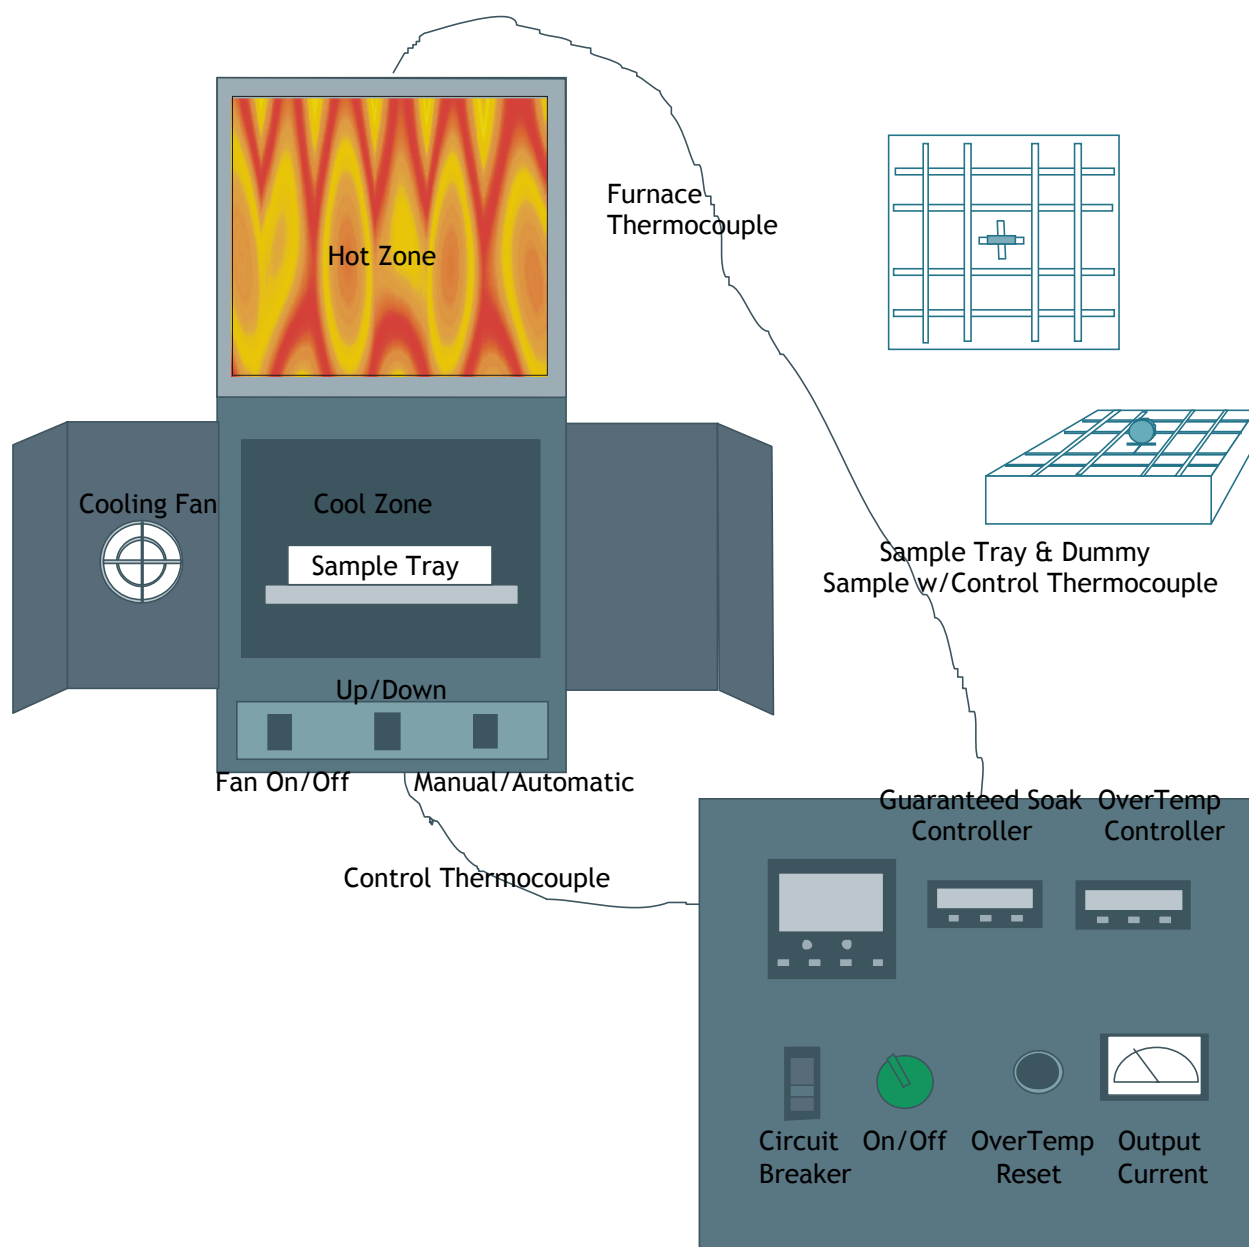 Furnace
Thermocouple
Hot Zone
Cooling Fan
Cool Zone
Sample Tray
Sample Tray & Dummy
Sample w/Control Thermocouple
Up/Down
Fan On/Off
Manual/Automatic
Guaranteed Soak
Controller
OverTemp
Controller
Control Thermocouple
Circuit
Breaker
On/Off
OverTemp
Reset
Output
Current